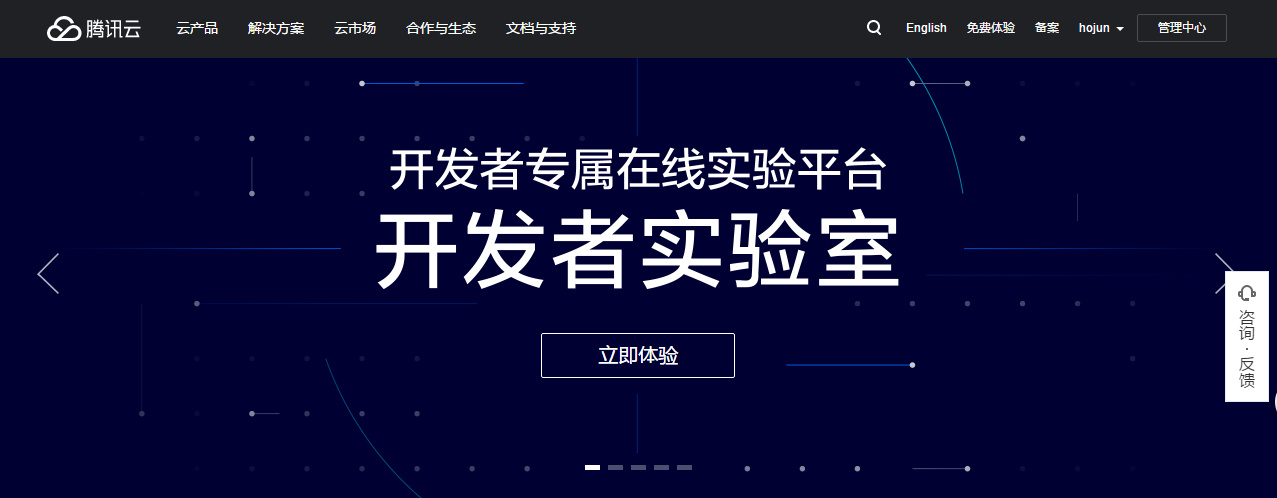 腾讯云 云产品 解决方案 云市场 合作与生态 文档与支持 English 免费体验 备案 hojun 管理中心
开发者专属在线实验平台
开发者实验室
立即体验
咨询·反馈